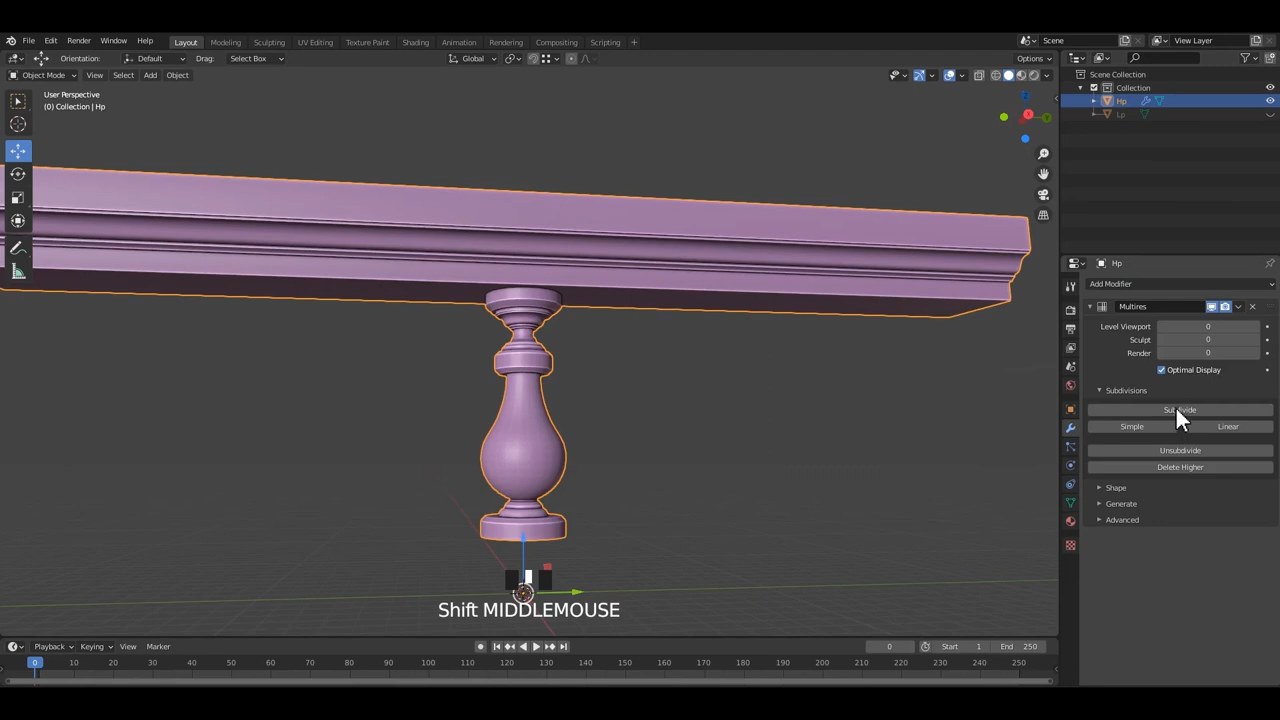 File Edit Render Window Help
Layout Modeling Sculpting UV Editing Texture Paint Shading Animation Rendering Compositing Scripting +
Scene
View Layer
Orientation: Default Drag: Select Box
Global
Options
Object Mode View Select Add Object
User Perspective
(0) Collection | Hp
Scene Collection
Collection
Hp
Lp
Hp
Add Modifier
Multires
Level Viewport 0
Sculpt 0
Render 0
Optimal Display
Subdivisions
Subdivide
Simple Linear
Unsubdivide
Delete Higher
Shape
Generate
Advanced
Shift MIDDLEMOUSE
Playback Keying View Marker
0
Start 1
End 250
0 10 20 30 40 50 60 70 80 90 100 110 120 130 140 150 160 170 180 190 200 210 220 230 240 250